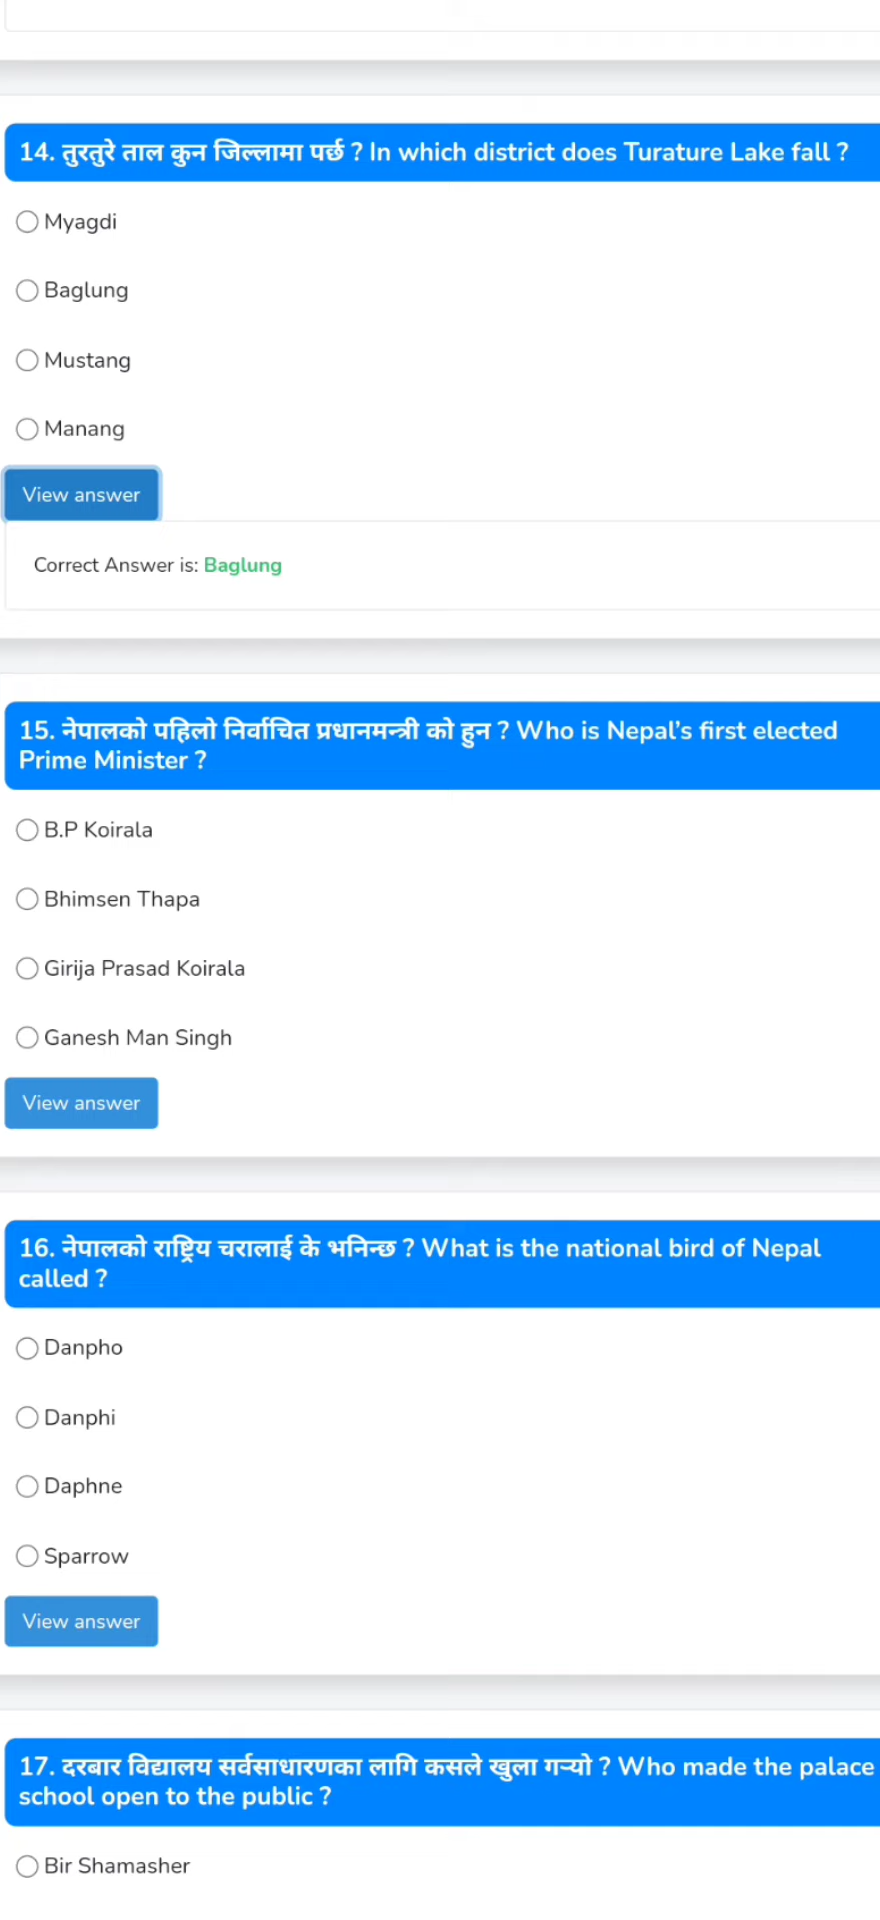 14. तुरतुरे ताल कुन जिल्लामा पर्छ ? In which district does Turature Lake fall ?
Myagdi
Baglung
Mustang
Manang
View answer
Correct Answer is: Baglung
15. नेपालको पहिलो निर्वाचित प्रधानमन्त्री को हुन ? Who is Nepal’s first elected
Prime Minister ?
B.P Koirala
Bhimsen Thapa
Girija Prasad Koirala
Ganesh Man Singh
View answer
16. नेपालको राष्ट्रिय चरालाई के भनिन्छ ? What is the national bird of Nepal
called ?
Danpho
Danphi
Daphne
Sparrow
View answer
17. दरबार विद्यालय सर्वसाधारणका लागि कसले खुला गऱ्यो ? Who made the palace
school open to the public ?
Bir Shamasher